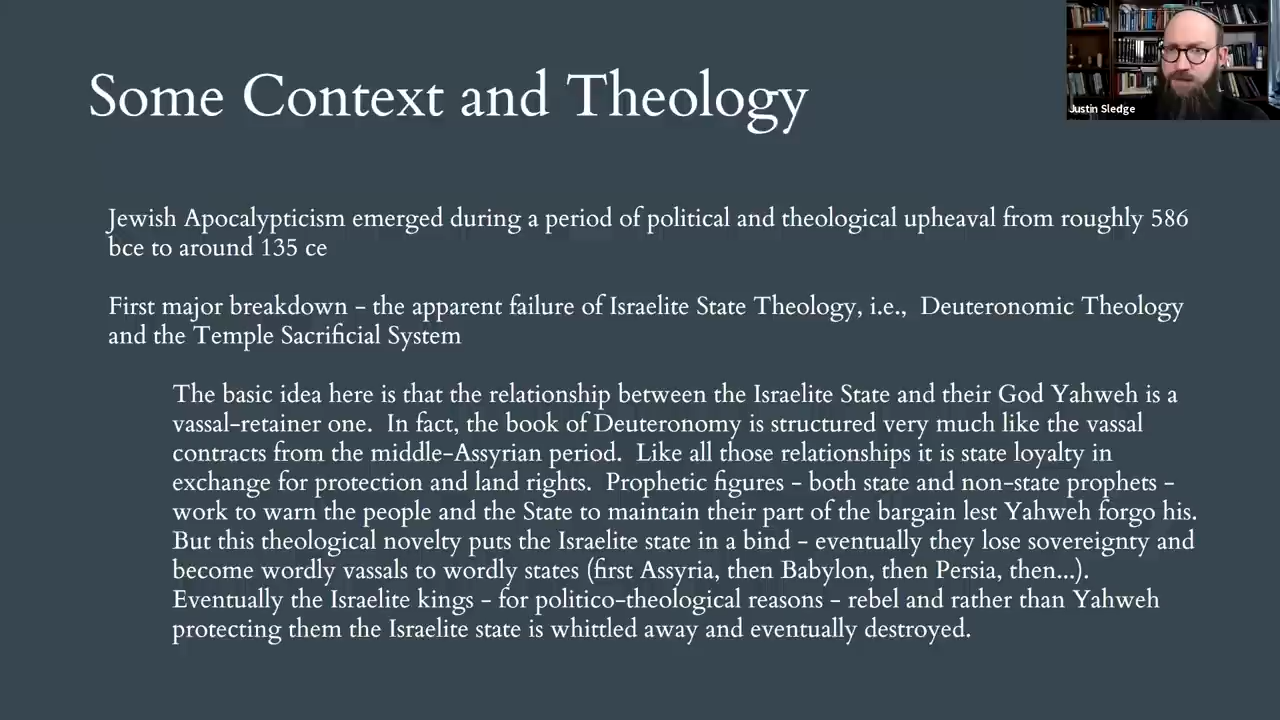 Some Context and Theology
Justin Sledge
Jewish Apocalypticism emerged during a period of political and theological upheaval from roughly 586
bce to around 135 ce
First major breakdown - the apparent failure of Israelite State Theology, i.e.,  Deuteronomic Theology
and the Temple Sacrificial System
The basic idea here is that the relationship between the Israelite State and their God Yahweh is a
vassal-retainer one.  In fact, the book of Deuteronomy is structured very much like the vassal
contracts from the middle-Assyrian period.  Like all those relationships it is state loyalty in
exchange for protection and land rights.  Prophetic figures - both state and non-state prophets -
work to warn the people and the State to maintain their part of the bargain lest Yahweh forgo his.
But this theological novelty puts the Israelite state in a bind - eventually they lose sovereignty and
become wordly vassals to wordly states (first Assyria, then Babylon, then Persia, then...).
Eventually the Israelite kings - for politico-theological reasons - rebel and rather than Yahweh
protecting them the Israelite state is whittled away and eventually destroyed.